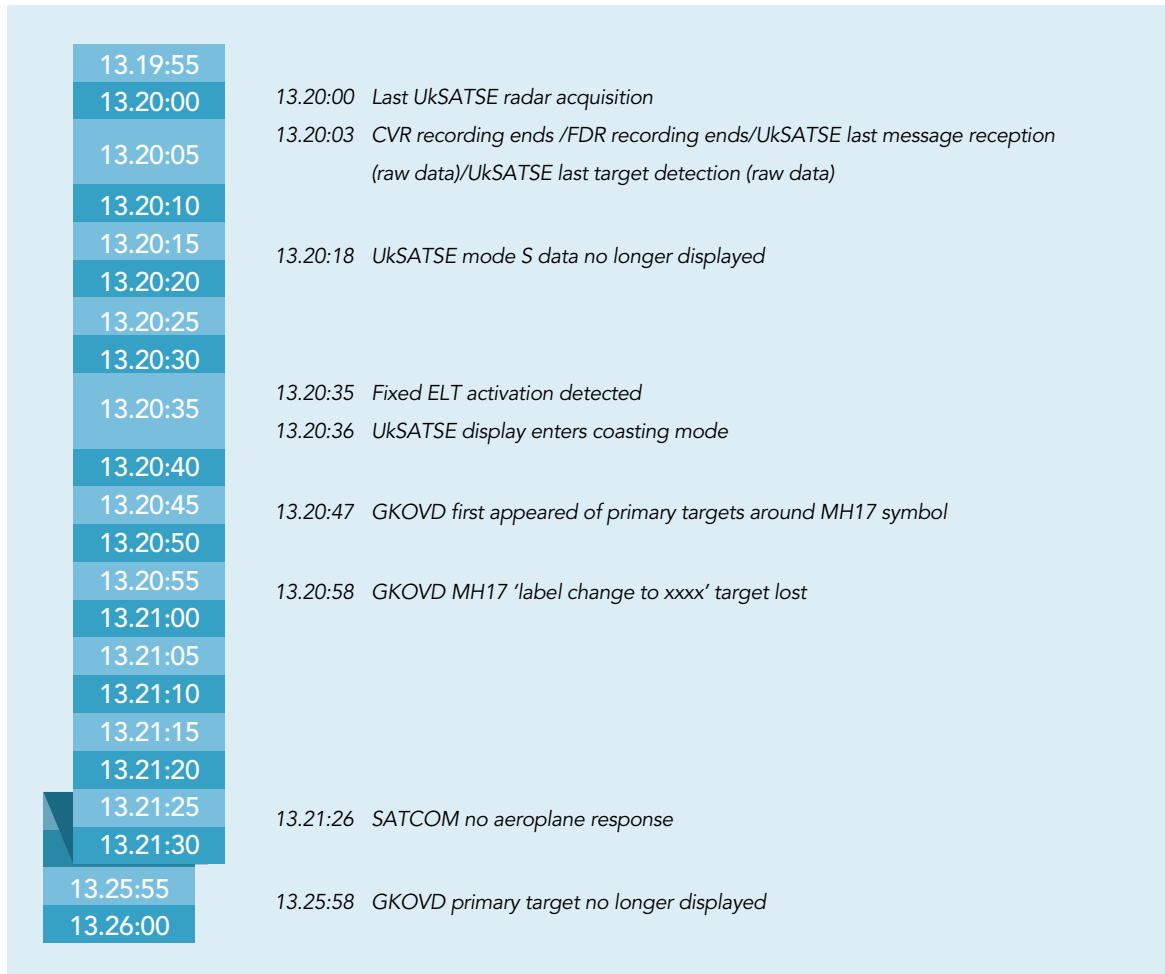 13.19:55
13.20:00
13.20:00 Last UkSATSE radar acquisition
13.20:05
13.20:03 CVR recording ends /FDR recording ends/UkSATSE last message reception
(raw data)/UkSATSE last target detection (raw data)
13.20:10
13.20:15
13.20:18 UkSATSE mode S data no longer displayed
13.20:20
13.20:25
13.20:30
13.20:35
13.20:35 Fixed ELT activation detected
13.20:36 UkSATSE display enters coasting mode
13.20:40
13.20:45
13.20:47 GKOVD first appeared of primary targets around MH17 symbol
13.20:50
13.20:55
13.20:58 GKOVD MH17 ‘label change to xxxx’ target lost
13.21:00
13.21:05
13.21:10
13.21:15
13.21:20
13.21:25
13.21:26 SATCOM no aeroplane response
13.21:30
13.25:55
13.25:58 GKOVD primary target no longer displayed
13.26:00